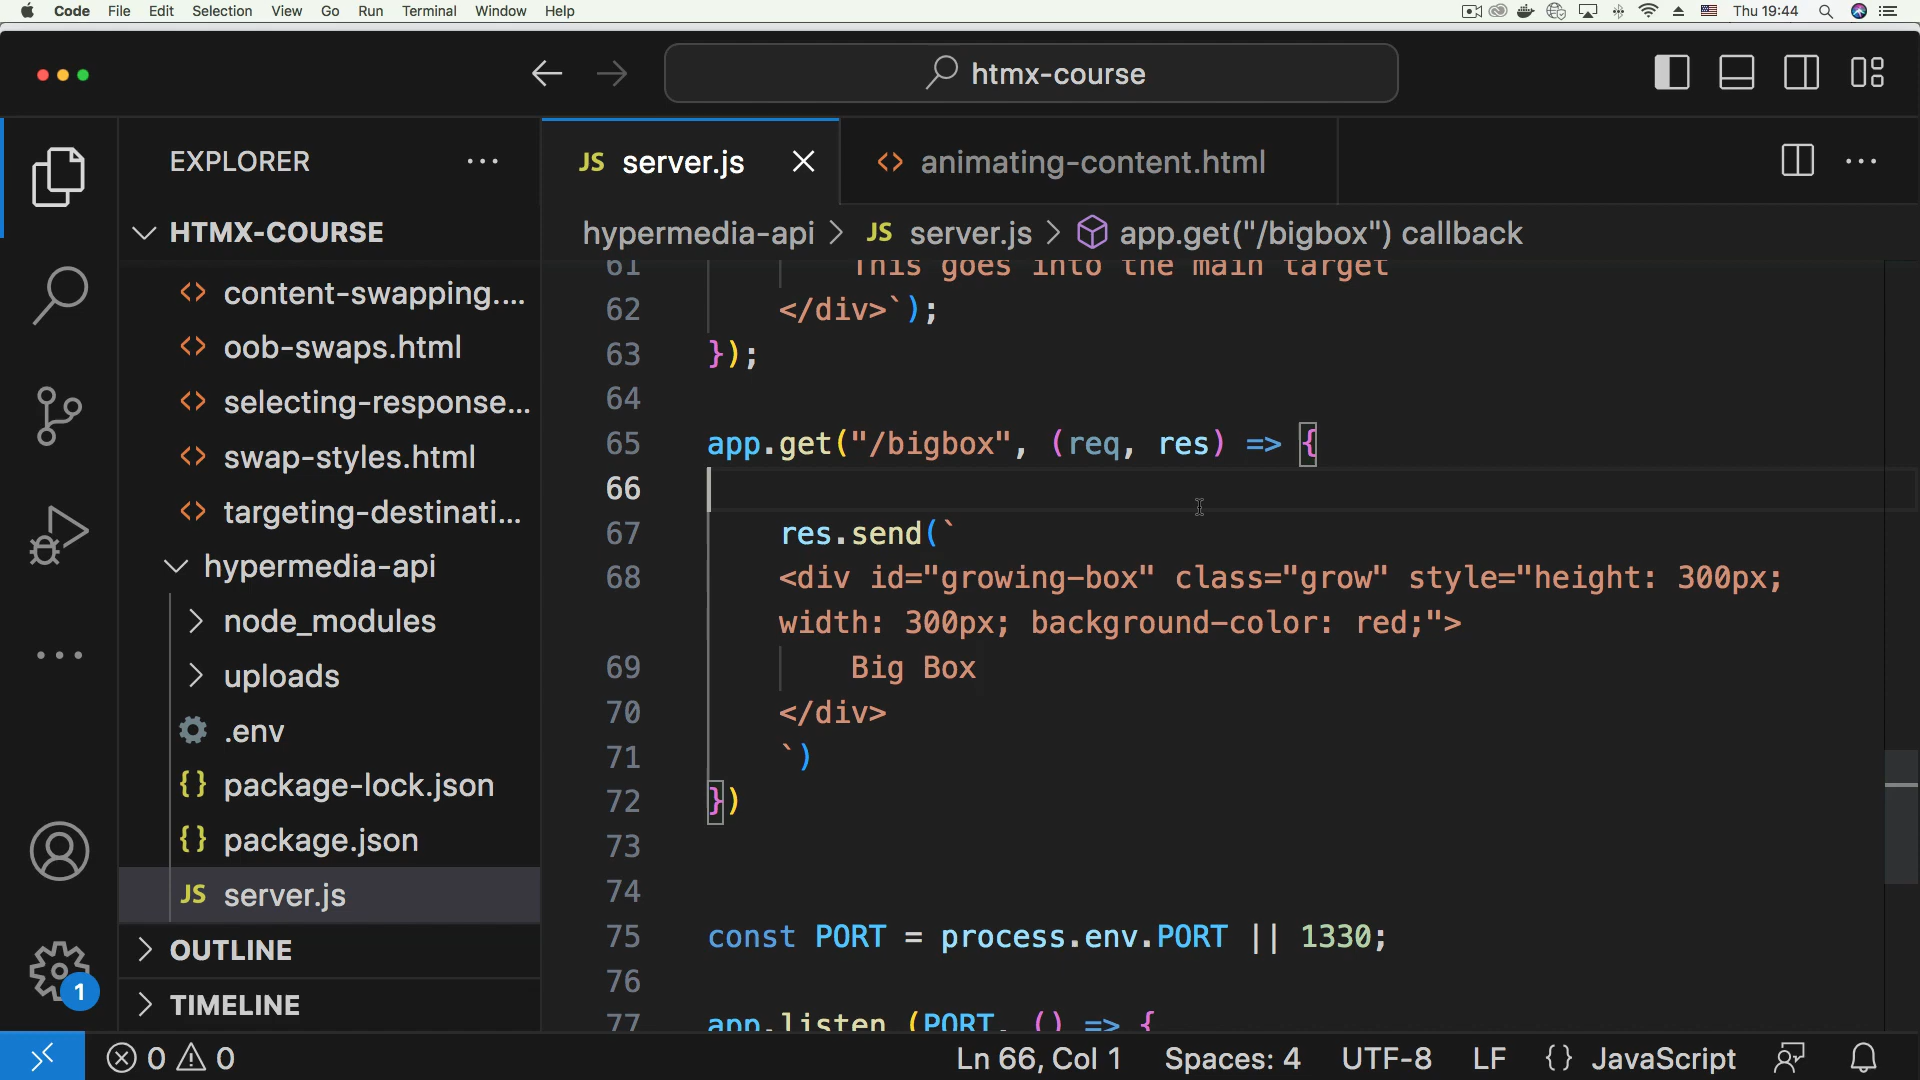 Code File Edit Selection View Go Run Terminal Window Help Thu 19:44
htmx-course
EXPLORER
JS server.js
<> animating-content.html
HTMX-COURSE
hypermedia-api > JS server.js > app.get("/bigbox") callback
<> content-swapping....
<> oob-swaps.html
<> selecting-response...
<> swap-styles.html
<> targeting-destinati...
hypermedia-api
> node_modules
> uploads
.env
{} package-lock.json
{} package.json
JS server.js
> OUTLINE
> TIMELINE
1
61 This goes into the main target
62 </div>`);
63 });
64
65 app.get("/bigbox", (req, res) => {
66
67 res.send(`
68 <div id="growing-box" class="grow" style="height: 300px;
width: 300px; background-color: red;">
69 Big Box
70 </div>
71 `)
72 })
73
74
75 const PORT = process.env.PORT || 1330;
76
77 app.listen (PORT, () => {
0 0 Ln 66, Col 1 Spaces: 4 UTF-8 LF {} JavaScript